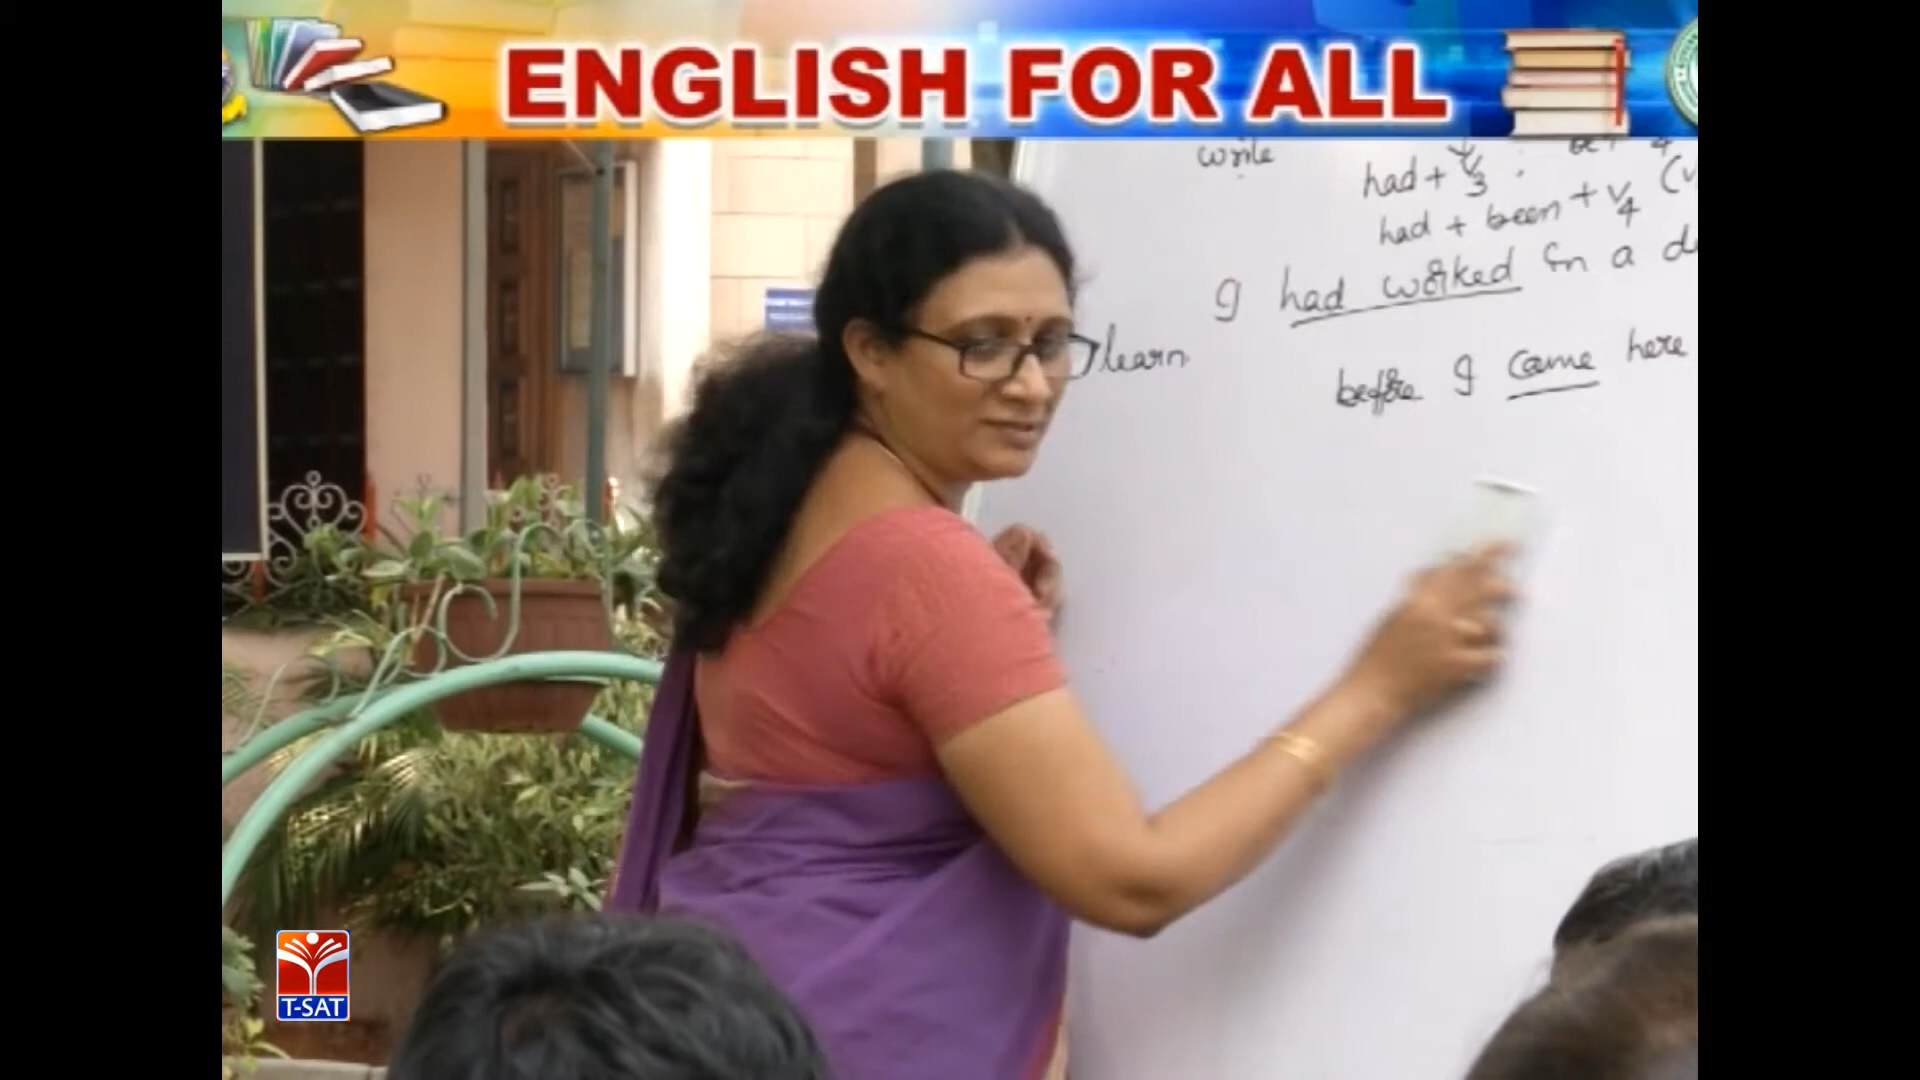 ENGLISH FOR ALL
write
had + V3
had + been + V4 (v
I had worked in a d
learn
before I came here
T-SAT